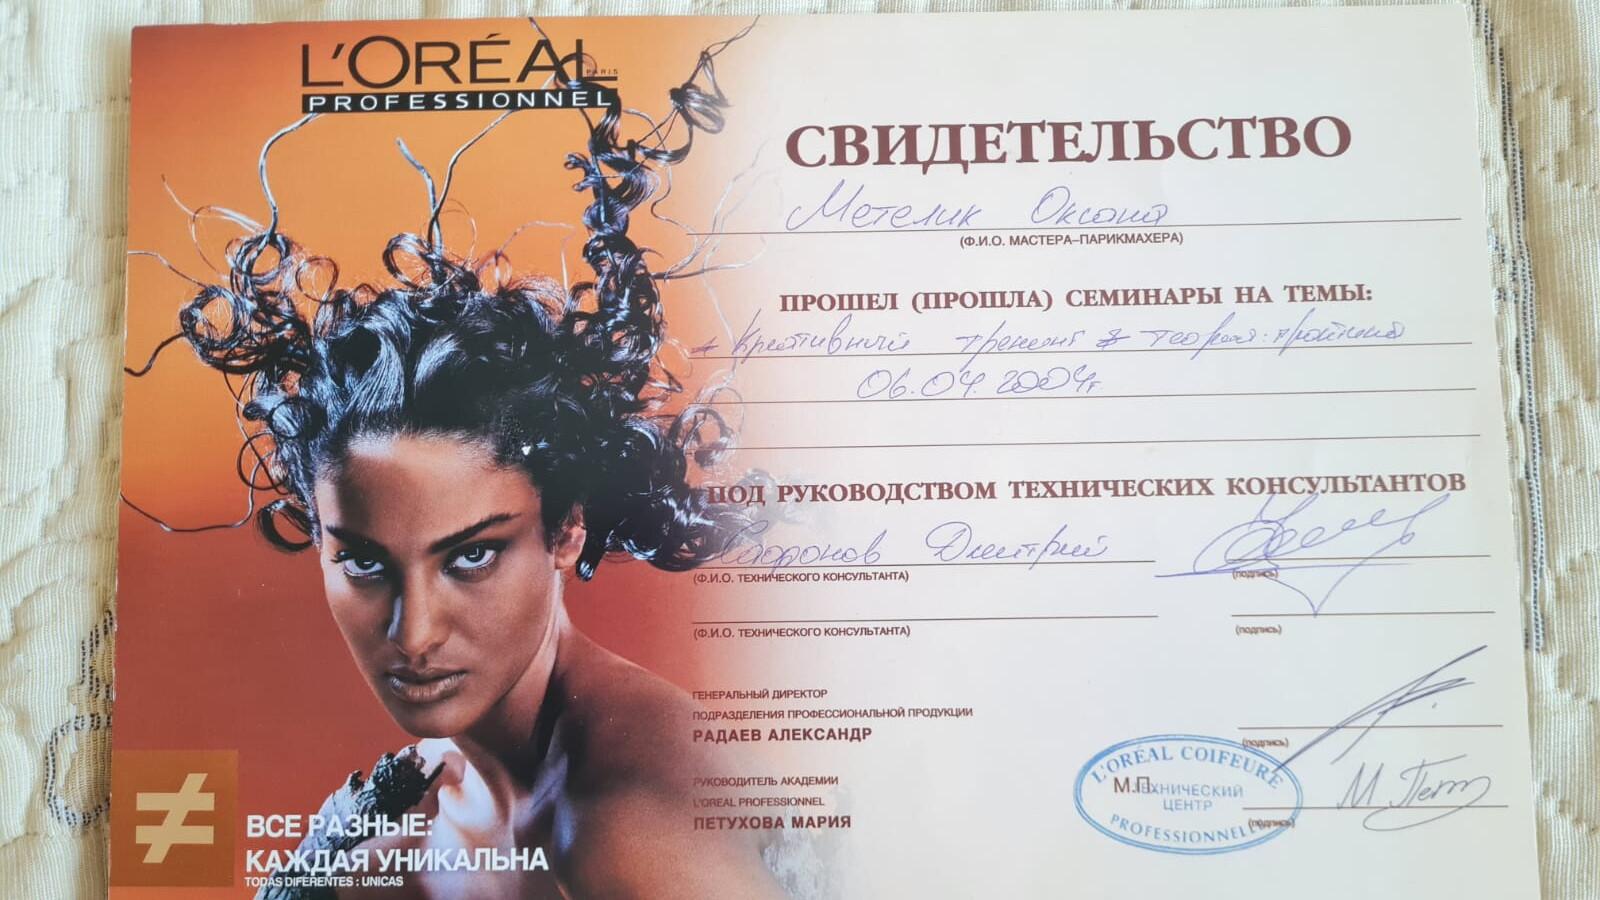 L'ORÉAL
PARIS
PROFESSIONNEL
СВИДЕТЕЛЬСТВО
Метелик Оксана
(Ф.И.О. МАСТЕРА–ПАРИКМАХЕРА)
ПРОШЕЛ (ПРОШЛА) СЕМИНАРЫ НА ТЕМЫ:
Креативный тренинг
06.04.2004г
ПОД РУКОВОДСТВОМ ТЕХНИЧЕСКИХ КОНСУЛЬТАНТОВ
Сафронов Дмитрий
(Ф.И.О. ТЕХНИЧЕСКОГО КОНСУЛЬТАНТА)
(подпись)
(Ф.И.О. ТЕХНИЧЕСКОГО КОНСУЛЬТАНТА)
(подпись)
ГЕНЕРАЛЬНЫЙ ДИРЕКТОР
ПОДРАЗДЕЛЕНИЯ ПРОФЕССИОНАЛЬНОЙ ПРОДУКЦИИ
РАДАЕВ АЛЕКСАНДР
(подпись)
РУКОВОДИТЕЛЬ АКАДЕМИИ
L'OREAL PROFESSIONNEL
ПЕТУХОВА МАРИЯ
(подпись)
М.П.
L'ORÉAL COIFEURE
ТЕХНИЧЕСКИЙ
ЦЕНТР
PROFESSIONNEL
≠
ВСЕ РАЗНЫЕ:
КАЖДАЯ УНИКАЛЬНА
TODAS DIFERENTES : UNICAS